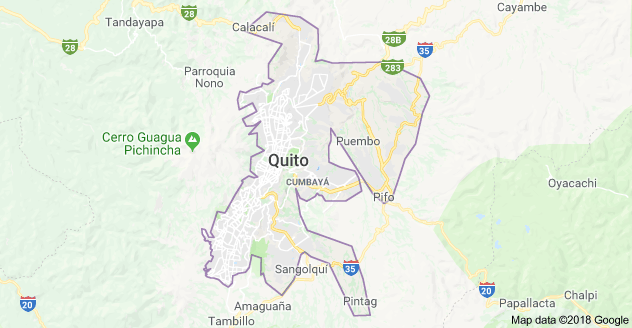 Cayambe
Tandayapa
Calacalí
28
28B
35
283
Parroquia
Nono
Cerro Guagua
Pichincha
Puembo
Quito
CUMBAYÁ
Oyacachi
Pifo
Sangolquí
35
20
20
Amaguaña
Tambillo
Pintag
Papallacta
Chalpi
Map data ©2018 Google